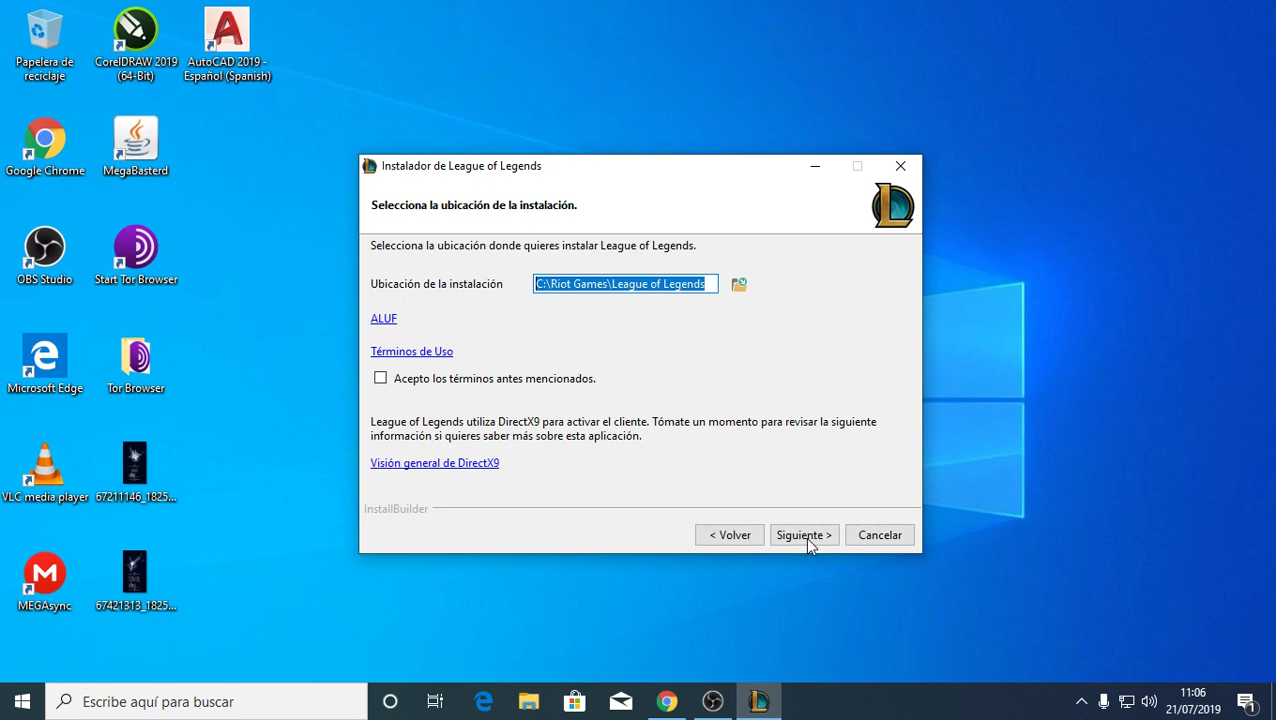 Papelera de
reciclaje
CorelDRAW 2019
(64-Bit)
AutoCAD 2019 -
Español (Spanish)
Google Chrome
MegaBasterd
OBS Studio
Start Tor Browser
Microsoft Edge
Tor Browser
VLC media player
67211146_1825...
MEGAsync
67421313_1825...
Instalador de League of Legends
Selecciona la ubicación de la instalación.
Selecciona la ubicación donde quieres instalar League of Legends.
Ubicación de la instalación
C:\Riot Games\League of Legends
ALUF
Términos de Uso
Acepto los términos antes mencionados.
League of Legends utiliza DirectX9 para activar el cliente. Tómate un momento para revisar la siguiente
información si quieres saber más sobre esta aplicación.
Visión general de DirectX9
InstallBuilder
< Volver
Siguiente >
Cancelar
Escribe aquí para buscar
11:06
21/07/2019
1